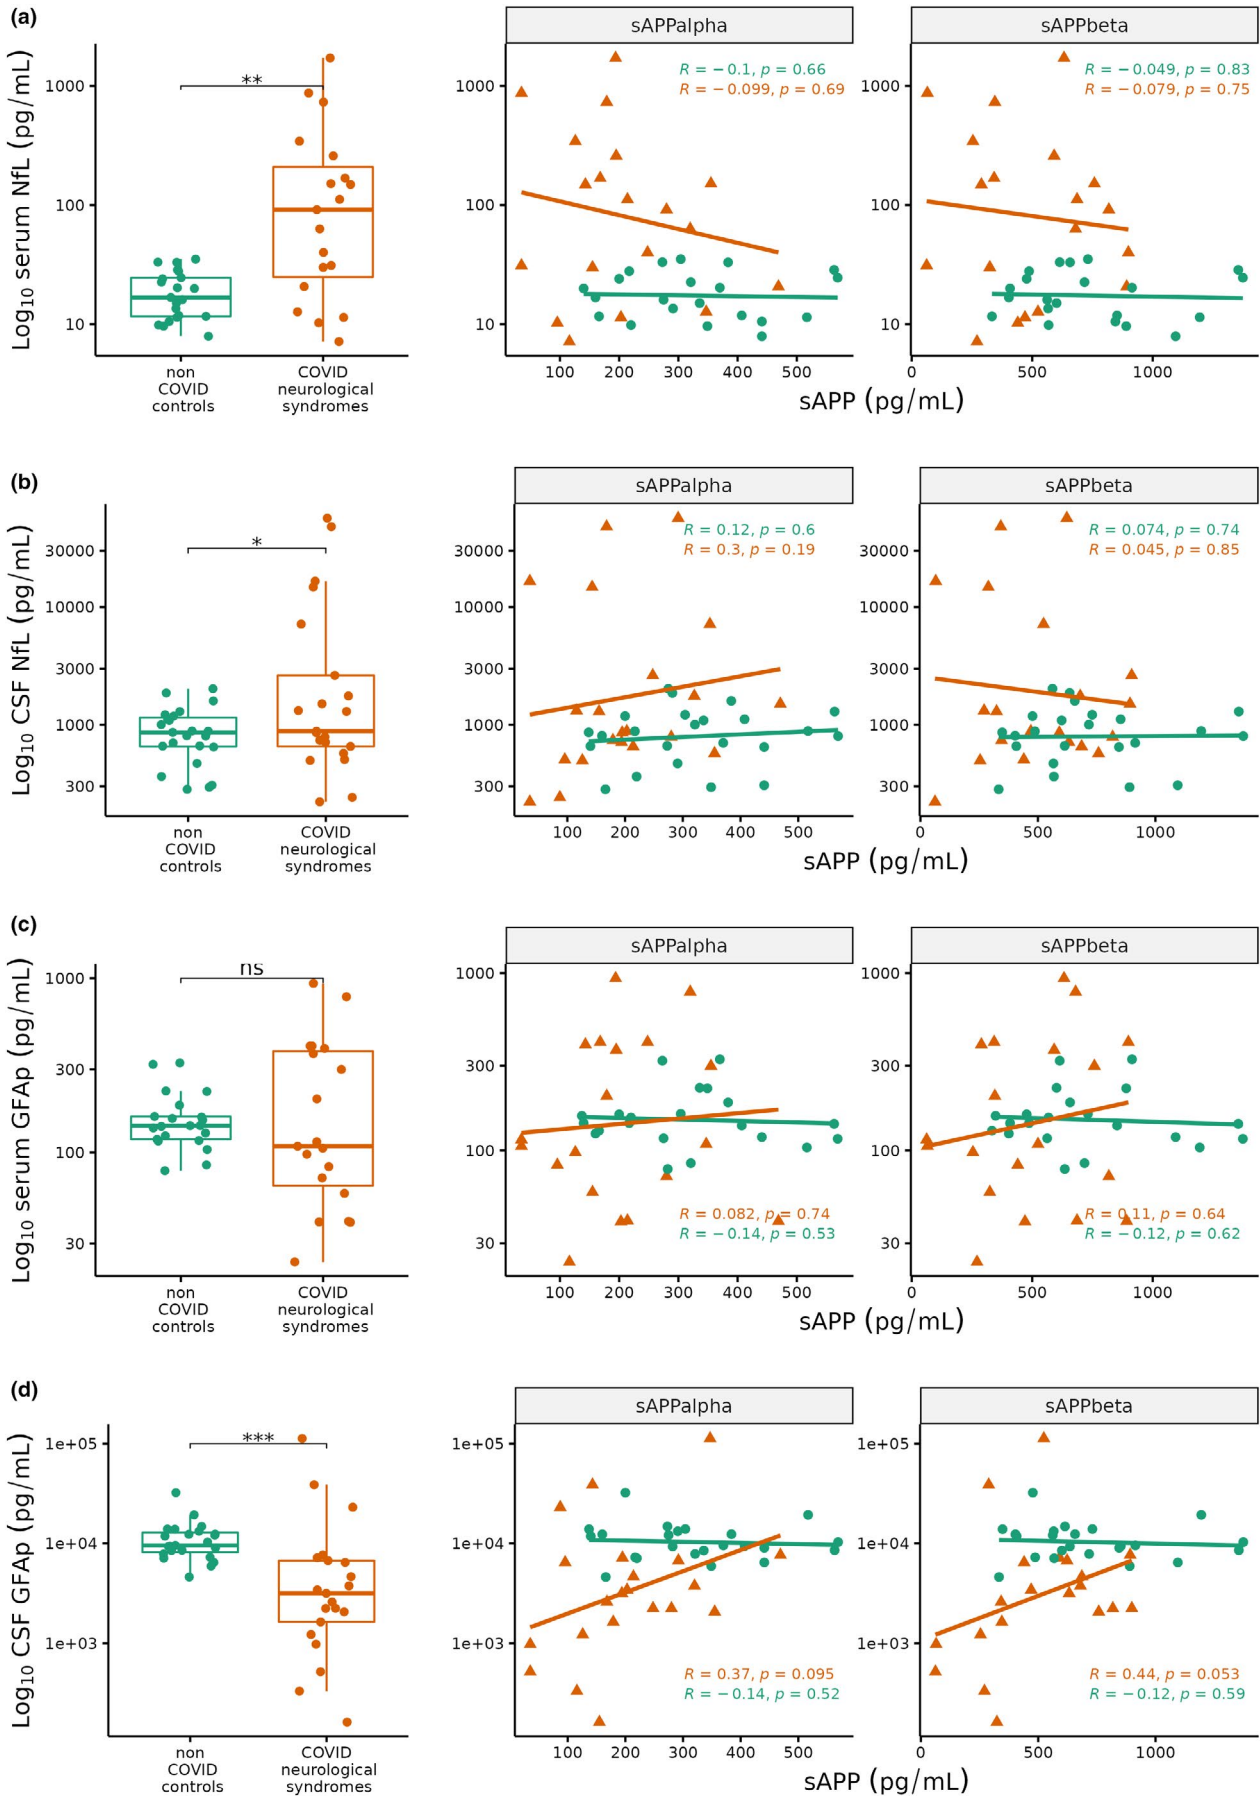 (a)
sAPPalpha
sAPPbeta
Log10 serum NfL (pg/mL)
1000
100
10
**
non
COVID
controls
COVID
neurological
syndromes
1000
100
10
R = −0.1, p = 0.66
R = −0.099, p = 0.69
100 200 300 400 500
1000
100
10
R = −0.049, p = 0.83
R = −0.079, p = 0.75
0 500 1000
sAPP (pg/mL)
(b)
sAPPalpha
sAPPbeta
Log10 CSF NfL (pg/mL)
30000
10000
3000
1000
300
*
non
COVID
controls
COVID
neurological
syndromes
30000
10000
3000
1000
300
R = 0.12, p = 0.6
R = 0.3, p = 0.19
100 200 300 400 500
30000
10000
3000
1000
300
R = 0.074, p = 0.74
R = 0.045, p = 0.85
0 500 1000
sAPP (pg/mL)
(c)
sAPPalpha
sAPPbeta
Log10 serum GFAp (pg/mL)
1000
300
100
30
ns
non
COVID
controls
COVID
neurological
syndromes
1000
300
100
30
R = 0.082, p = 0.74
R = −0.14, p = 0.53
100 200 300 400 500
1000
300
100
30
R = 0.11, p = 0.64
R = −0.12, p = 0.62
0 500 1000
sAPP (pg/mL)
(d)
sAPPalpha
sAPPbeta
Log10 CSF GFAp (pg/mL)
1e+05
1e+04
1e+03
***
non
COVID
controls
COVID
neurological
syndromes
1e+05
1e+04
1e+03
R = 0.37, p = 0.095
R = −0.14, p = 0.52
100 200 300 400 500
1e+05
1e+04
1e+03
R = 0.44, p = 0.053
R = −0.12, p = 0.59
0 500 1000
sAPP (pg/mL)